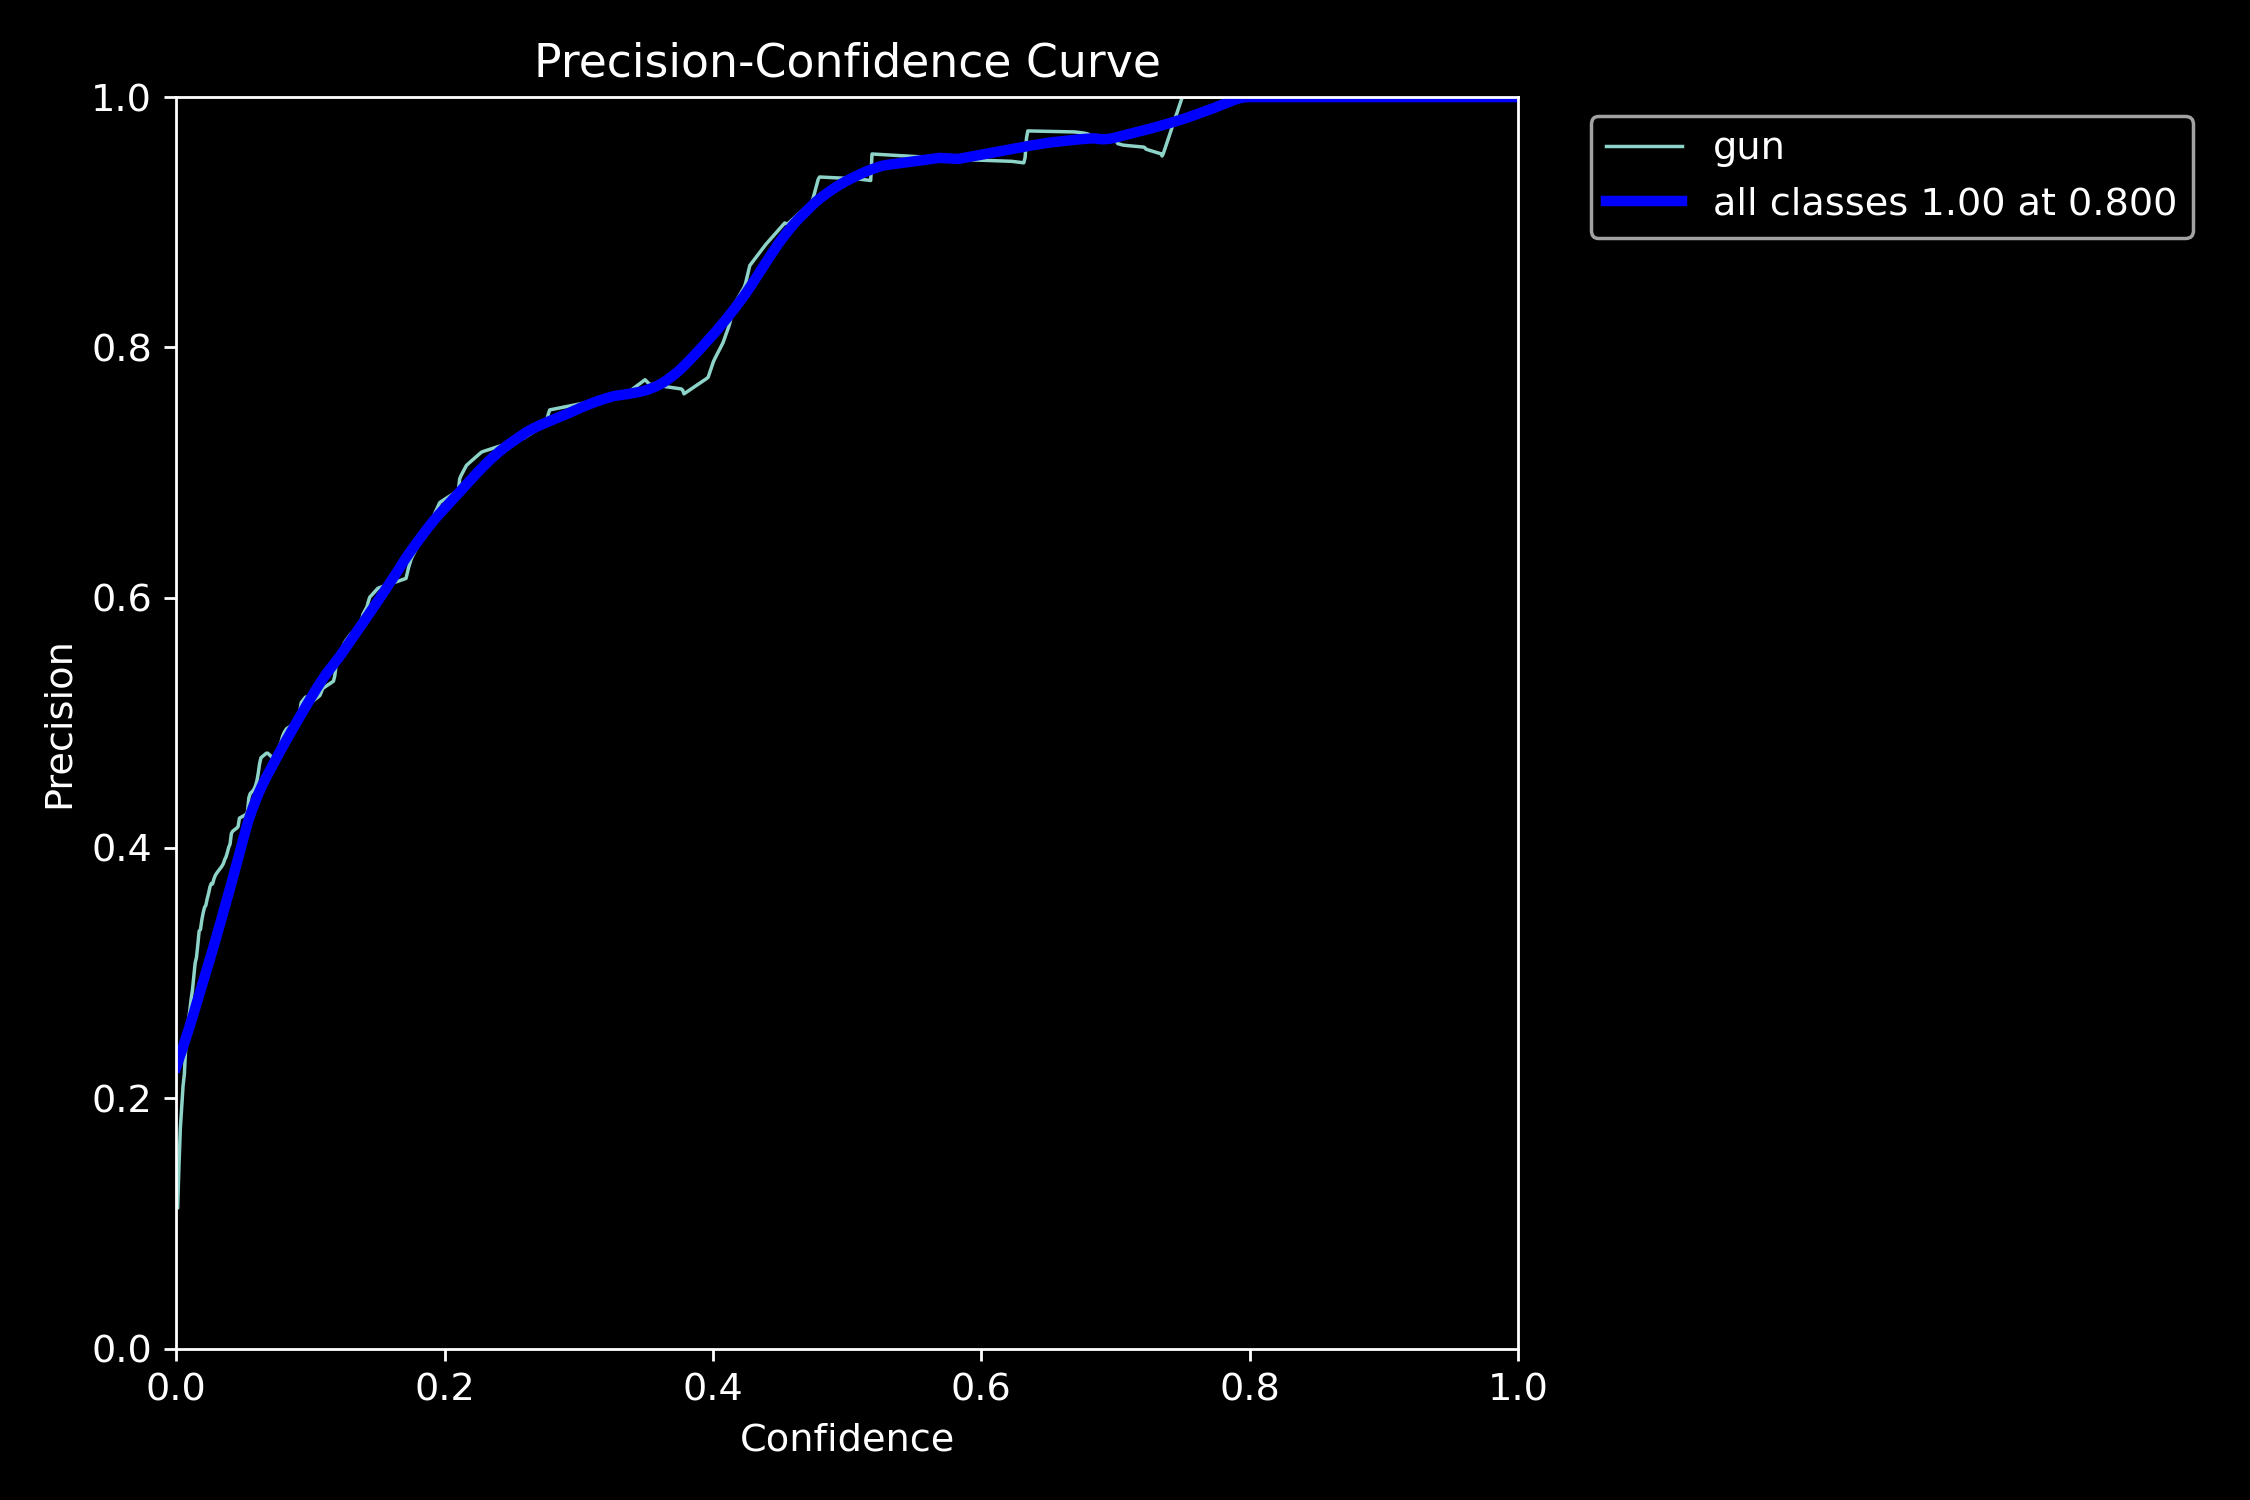 Precision-Confidence Curve
gun
all classes 1.00 at 0.800
Precision
1.0
0.8
0.6
0.4
0.2
0.0
0.0 0.2 0.4 0.6 0.8 1.0
Confidence